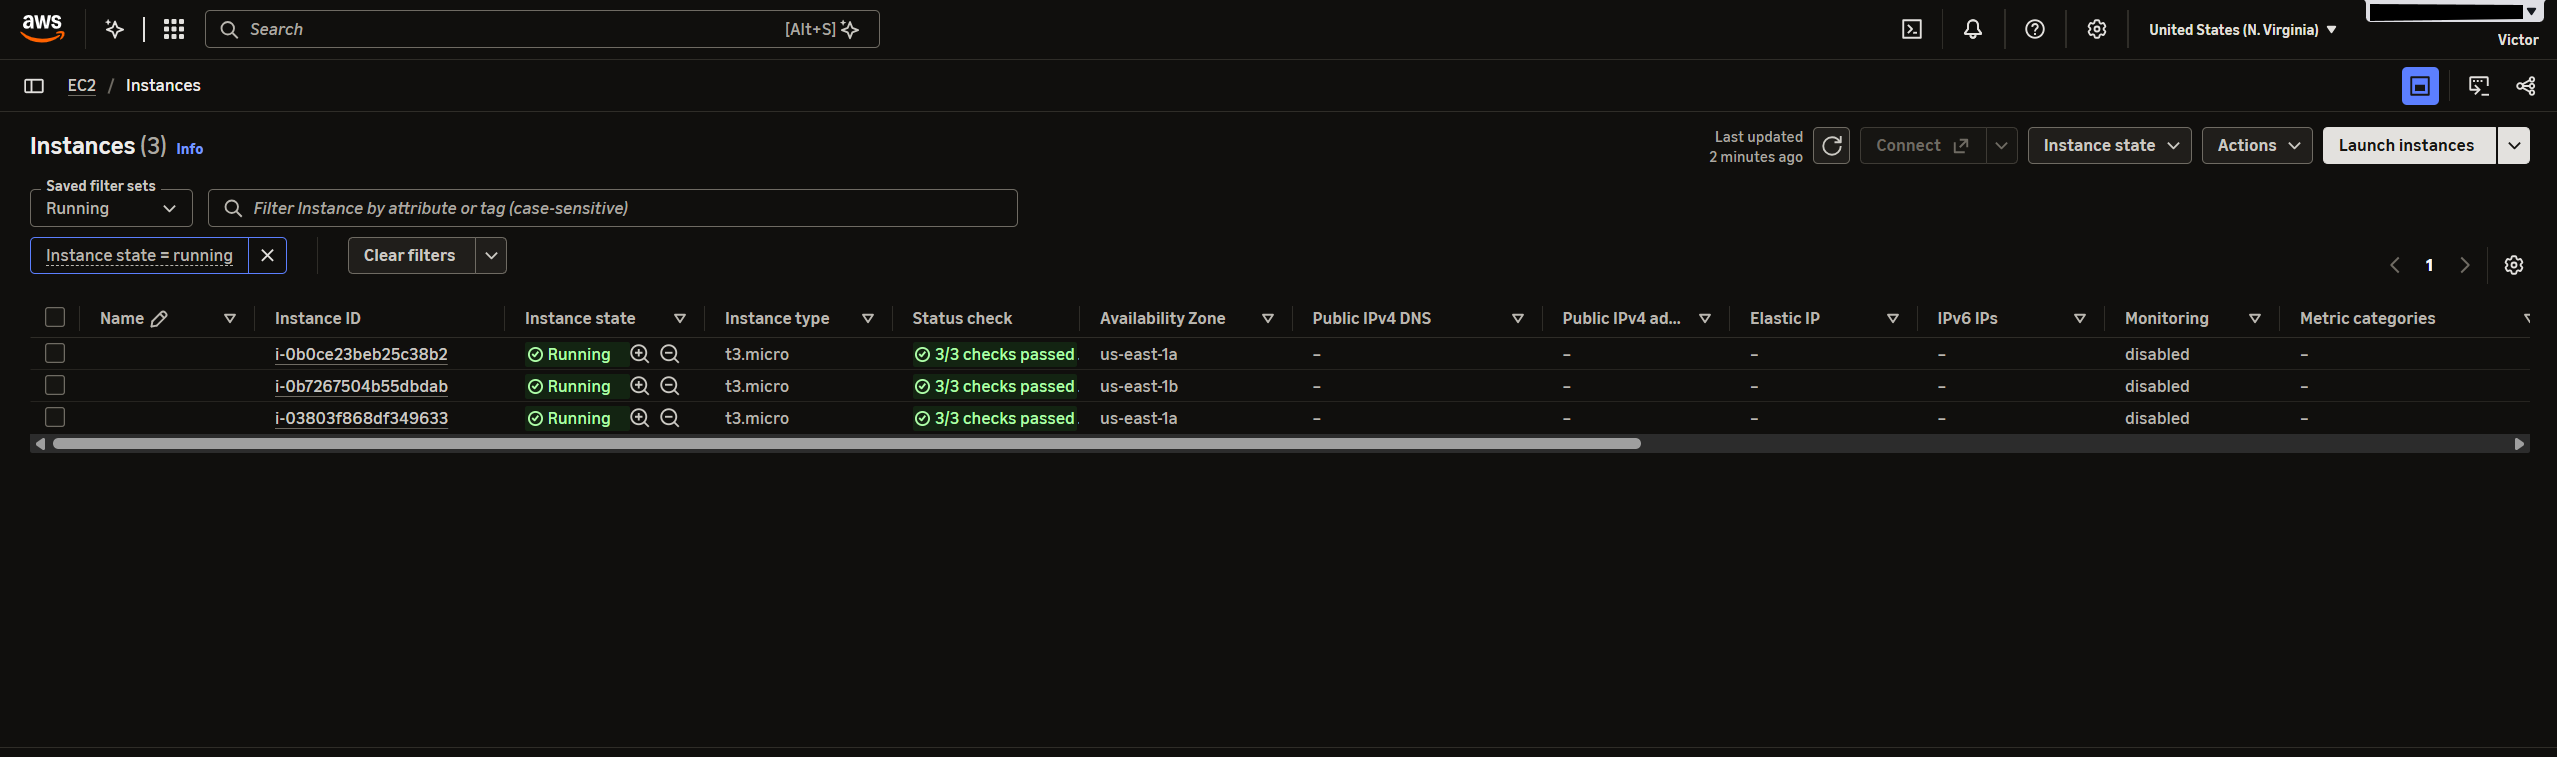 aws
Search [Alt+S]
United States (N. Virginia)
Victor
EC2 / Instances
Instances (3) Info
Last updated
2 minutes ago
Connect
Instance state
Actions
Launch instances
Saved filter sets
Running
Filter Instance by attribute or tag (case-sensitive)
Instance state = running
Clear filters
1
Name Instance ID Instance state Instance type Status check Availability Zone Public IPv4 DNS Public IPv4 ad... Elastic IP IPv6 IPs Monitoring Metric categories
i-0b0ce23beb25c38b2 Running t3.micro 3/3 checks passed us-east-1a – – – – disabled –
i-0b7267504b55dbdab Running t3.micro 3/3 checks passed us-east-1b – – – – disabled –
i-03803f868df349633 Running t3.micro 3/3 checks passed us-east-1a – – – – disabled –